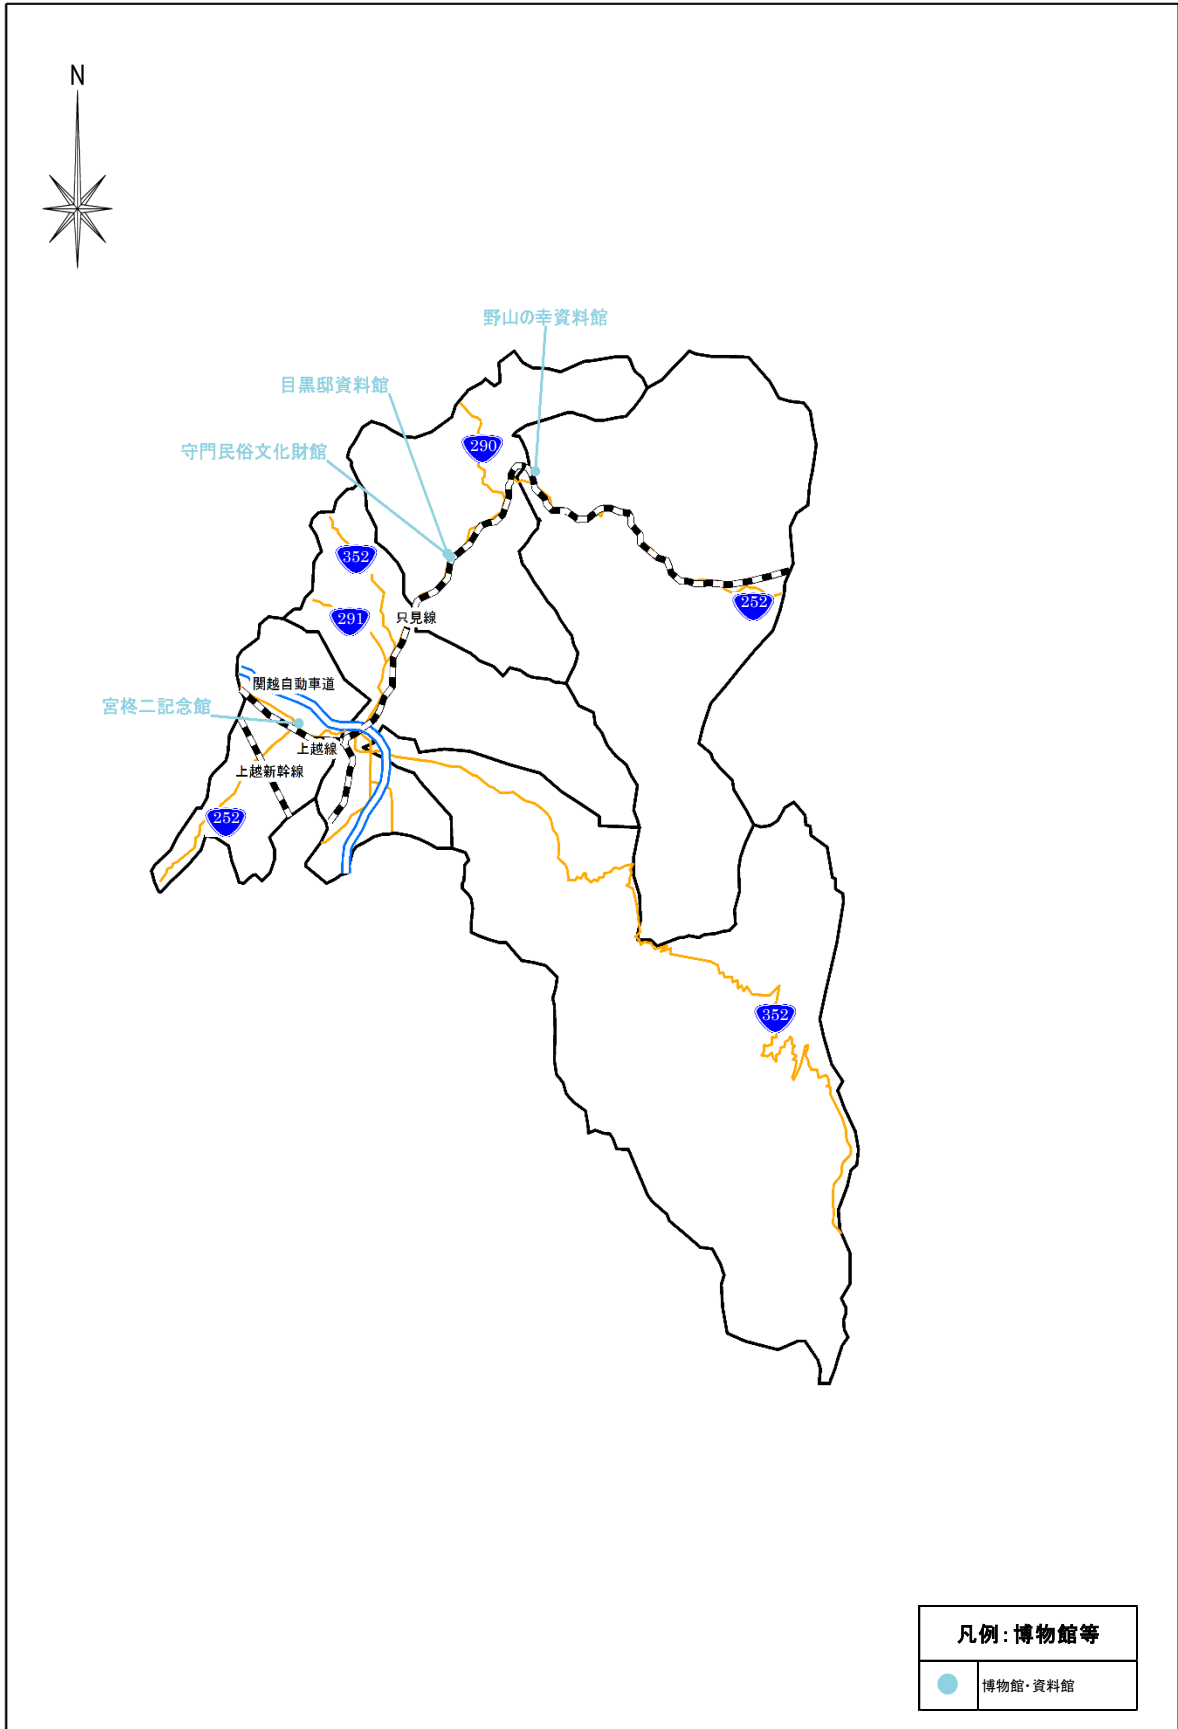 N
野山の幸資料館
目黒邸資料館
守門民俗文化財館
290
352
291
只見線
252
関越自動車道
宮柊二記念館
上越線
上越新幹線
252
352
凡例：博物館等
博物館・資料館